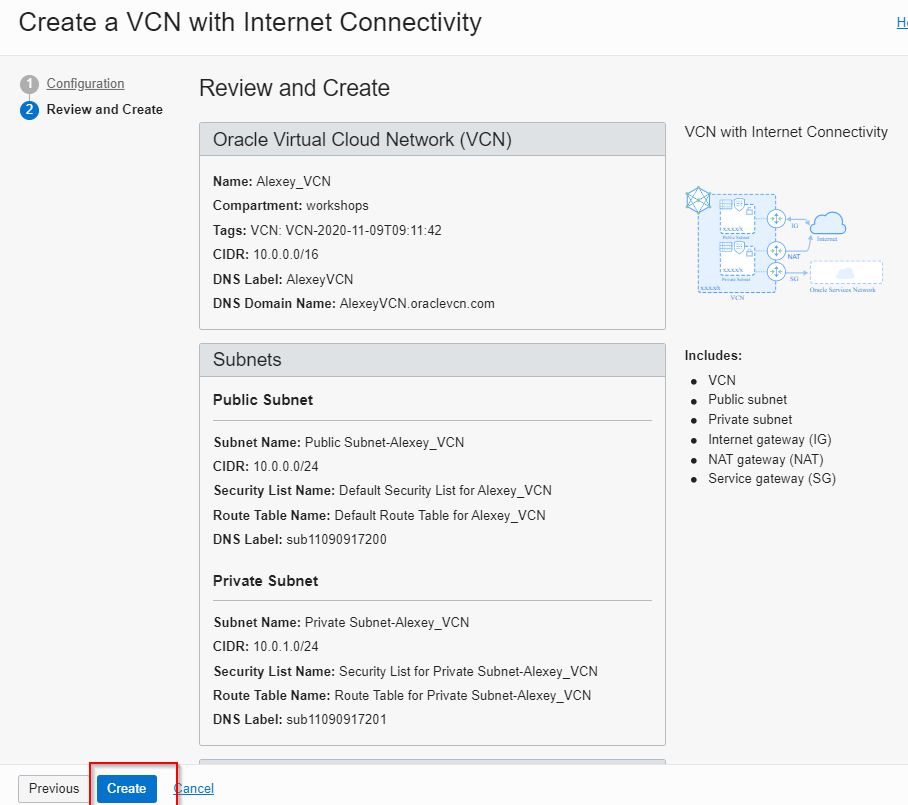 Create a VCN with Internet Connectivity
1 Configuration
2 Review and Create
Review and Create
Oracle Virtual Cloud Network (VCN)
Name: Alexey_VCN
Compartment: workshops
Tags: VCN: VCN-2020-11-09T09:11:42
CIDR: 10.0.0.0/16
DNS Label: AlexeyVCN
DNS Domain Name: AlexeyVCN.oraclevcn.com
Subnets
Public Subnet
Subnet Name: Public Subnet-Alexey_VCN
CIDR: 10.0.0.0/24
Security List Name: Default Security List for Alexey_VCN
Route Table Name: Default Route Table for Alexey_VCN
DNS Label: sub11090917200
Private Subnet
Subnet Name: Private Subnet-Alexey_VCN
CIDR: 10.0.1.0/24
Security List Name: Security List for Private Subnet-Alexey_VCN
Route Table Name: Route Table for Private Subnet-Alexey_VCN
DNS Label: sub11090917201
VCN with Internet Connectivity
x.x.x.x/x
Public Subnet
IG
Internet
NAT
x.x.x.x/x
Private Subnet
SG
x.x.x.x/x
Oracle Services Network
VCN
Includes:
● VCN
● Public subnet
● Private subnet
● Internet gateway (IG)
● NAT gateway (NAT)
● Service gateway (SG)
Previous
Create
Cancel